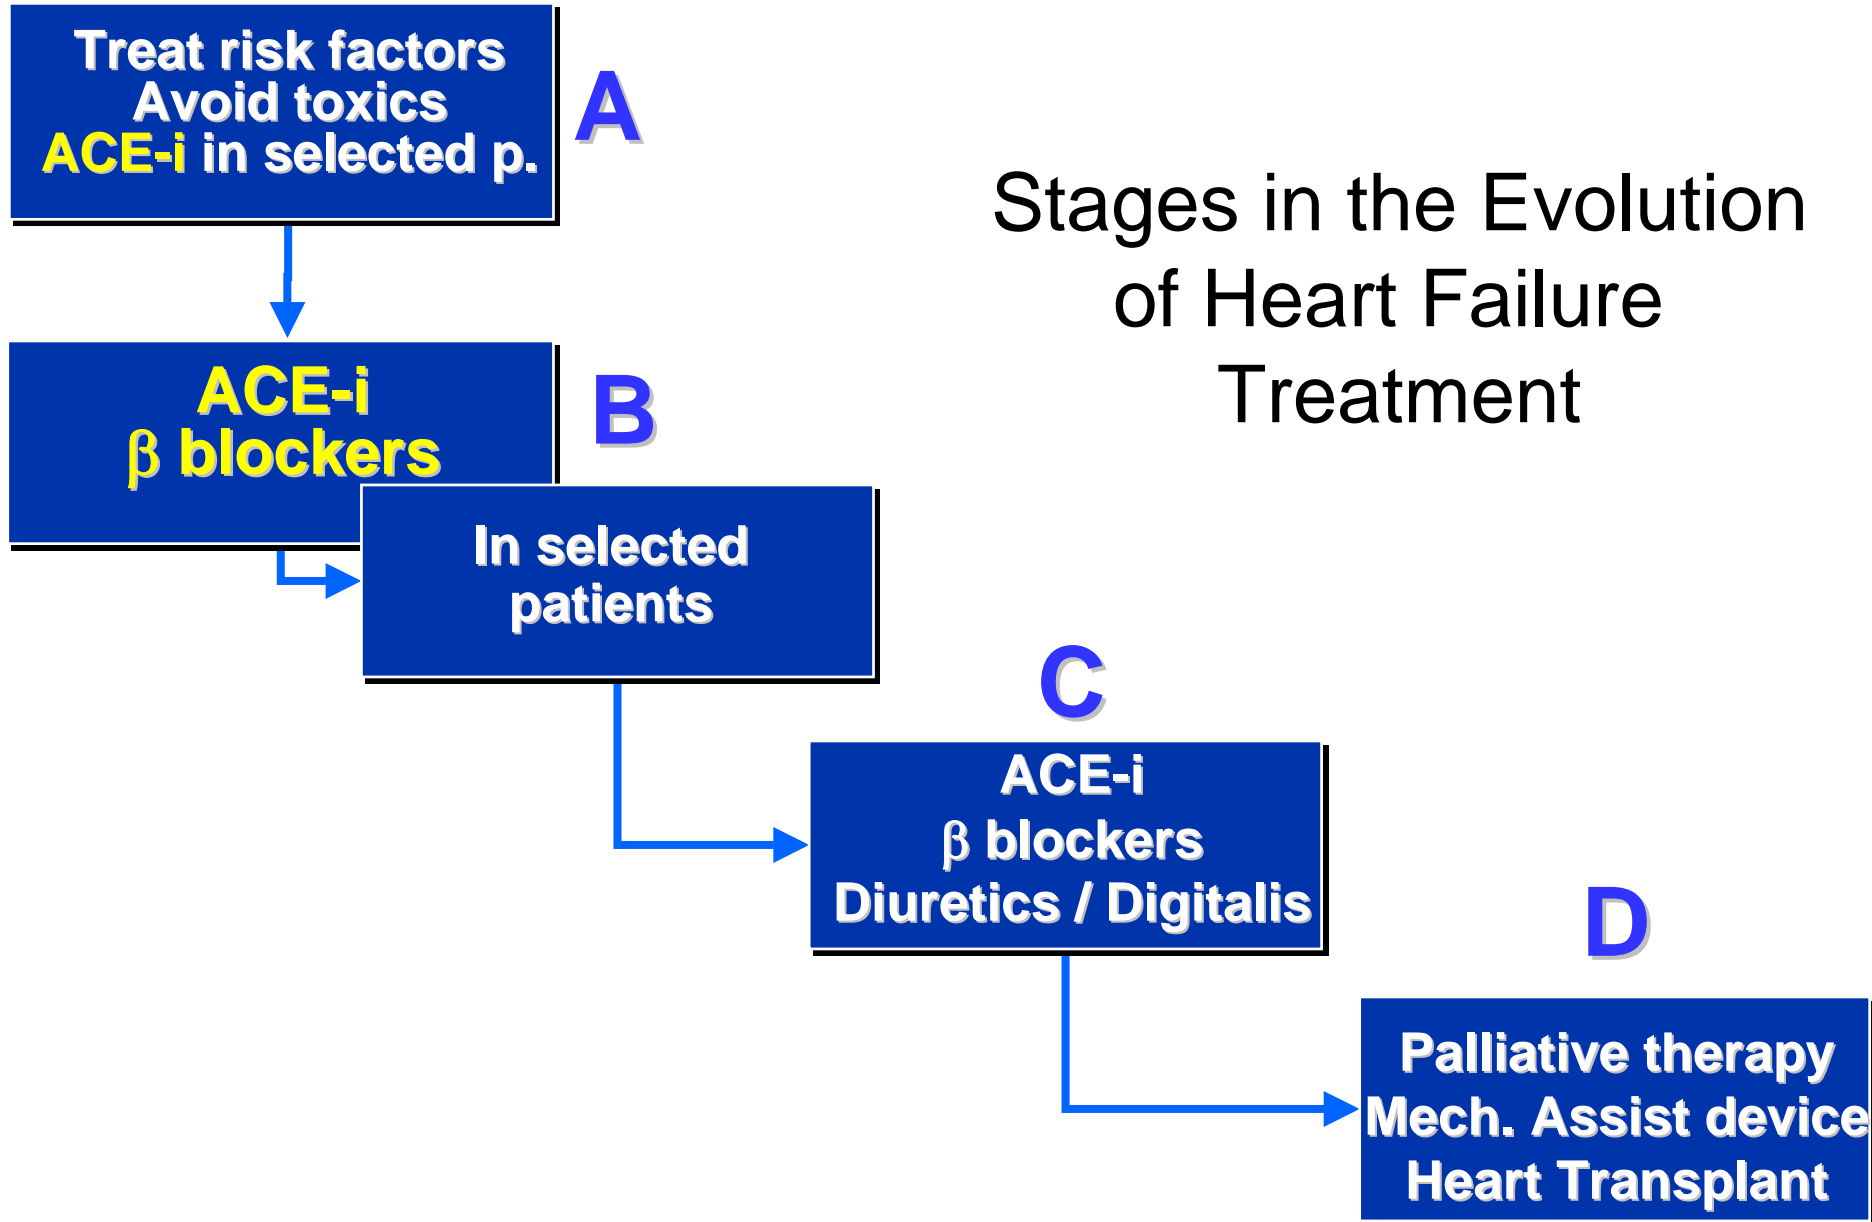 Treat risk factors
Avoid toxics
ACE-i in selected p.
A
Stages in the Evolution
of Heart Failure
Treatment
ACE-i
β blockers
B
In selected
patients
C
ACE-i
β blockers
Diuretics / Digitalis
D
Palliative therapy
Mech. Assist device
Heart Transplant